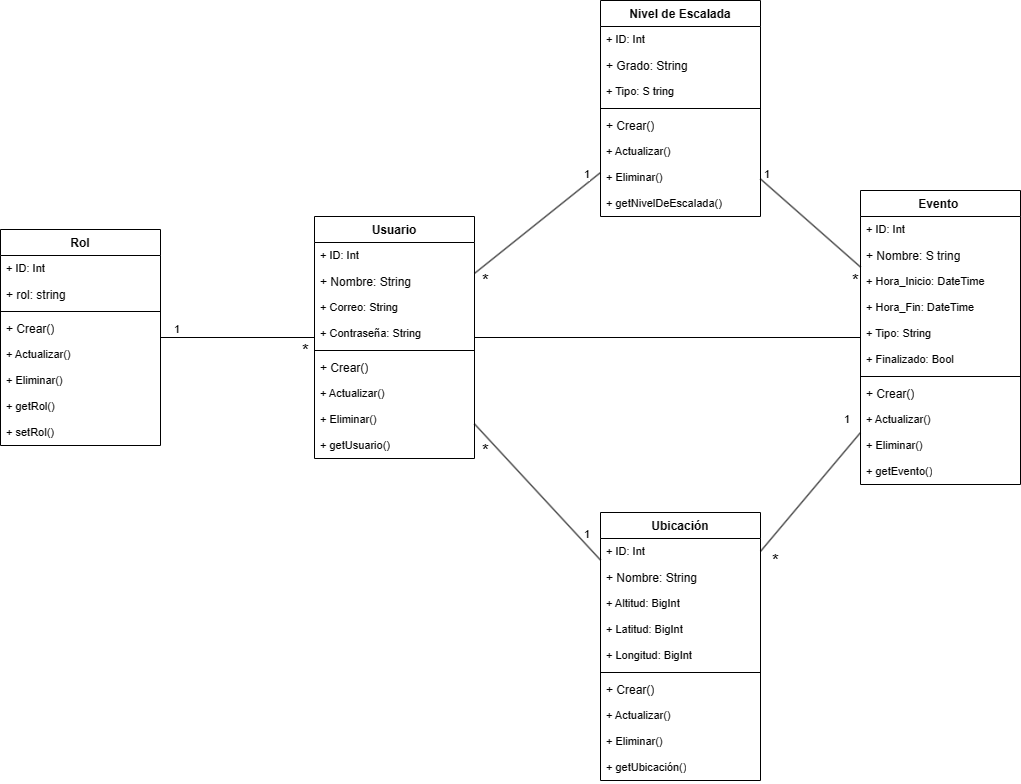 Nivel de Escalada
+ ID: Int
+ Grado: String
+ Tipo: S tring
+ Crear()
+ Actualizar()
+ Eliminar()
+ getNivelDeEscalada()
1
1
*
*
Rol
+ ID: Int
+ rol: string
+ Crear()
+ Actualizar()
+ Eliminar()
+ getRol()
+ setRol()
1
*
Usuario
+ ID: Int
+ Nombre: String
+ Correo: String
+ Contraseña: String
+ Crear()
+ Actualizar()
+ Eliminar()
+ getUsuario()
Evento
+ ID: Int
+ Nombre: S tring
+ Hora_Inicio: DateTime
+ Hora_Fin: DateTime
+ Tipo: String
+ Finalizado: Bool
+ Crear()
+ Actualizar()
+ Eliminar()
+ getEvento()
*
1
1
*
Ubicación
+ ID: Int
+ Nombre: String
+ Altitud: BigInt
+ Latitud: BigInt
+ Longitud: BigInt
+ Crear()
+ Actualizar()
+ Eliminar()
+ getUbicación()